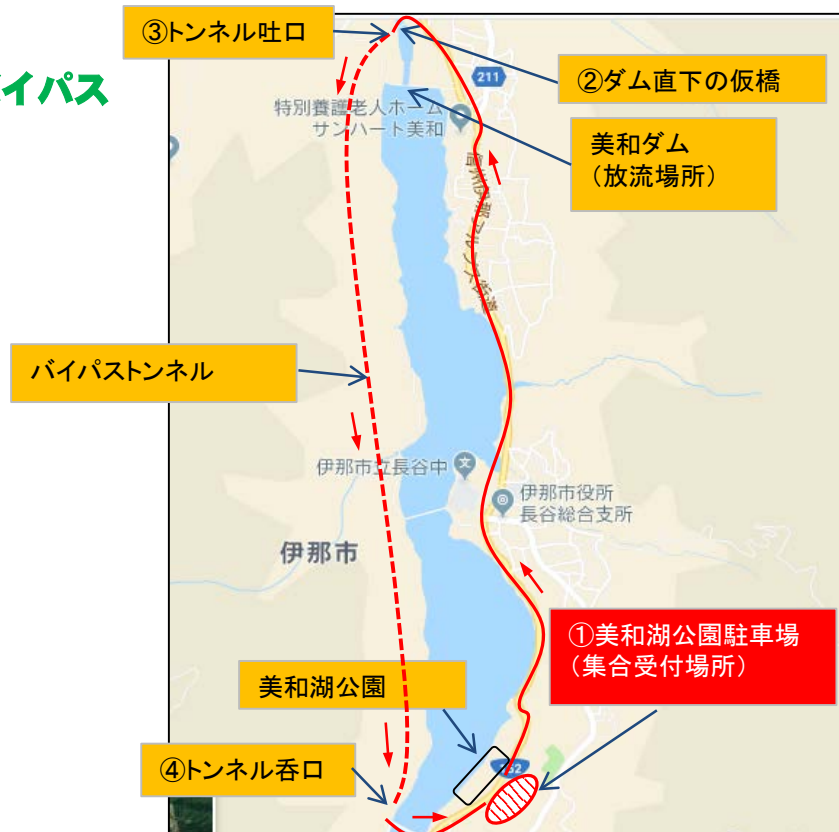 ③トンネル吐口
イパス
211
②ダム直下の仮橋
特別養護老人ホーム
サンハート美和
美和ダム
(放流場所)
バイパストンネル
伊那市立長谷中
文
伊那市役所
長谷総合支所
伊那市
①美和湖公園駐車場
(集合受付場所)
美和湖公園
④トンネル呑口